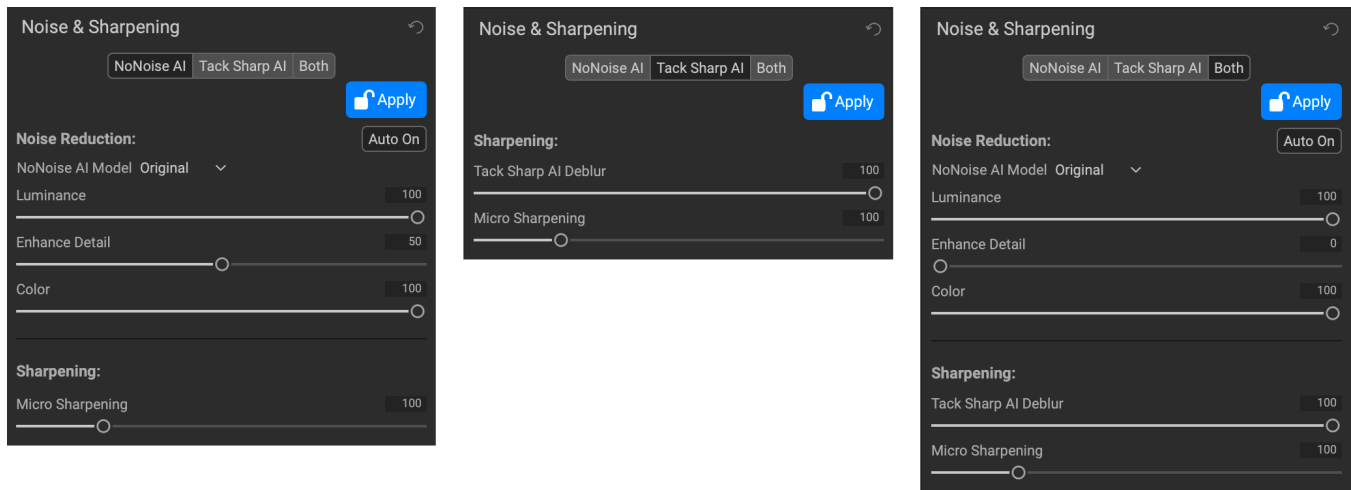 Noise & Sharpening
NoNoise AI Tack Sharp AI Both
Apply
Noise Reduction: Auto On
NoNoise AI Model Original
Luminance 100
Enhance Detail 50
Color 100
Sharpening:
Micro Sharpening 100
Noise & Sharpening
NoNoise AI Tack Sharp AI Both
Apply
Sharpening:
Tack Sharp AI Deblur 100
Micro Sharpening 100
Noise & Sharpening
NoNoise AI Tack Sharp AI Both
Apply
Noise Reduction: Auto On
NoNoise AI Model Original
Luminance 100
Enhance Detail 0
Color 100
Sharpening:
Tack Sharp AI Deblur 100
Micro Sharpening 100